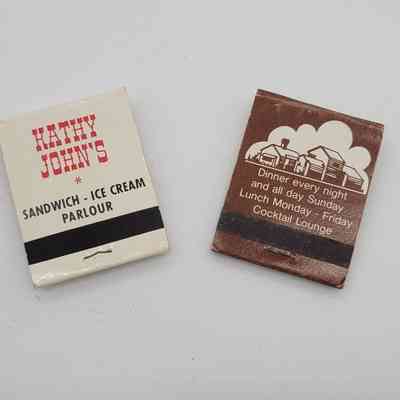 KATHY
JOHN'S
*
SANDWICH - ICE CREAM
PARLOUR
Dinner every night
and all day Sunday
Lunch Monday - Friday
Cocktail Lounge